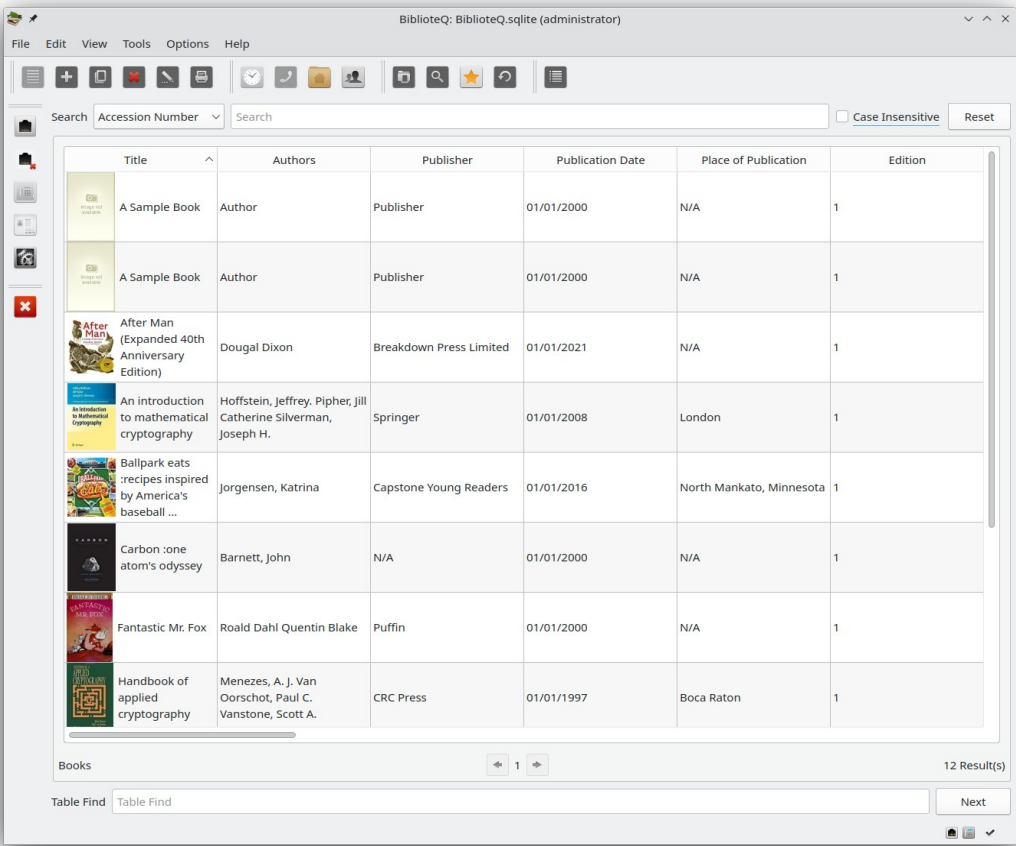 BiblioteQ: BiblioteQ.sqlite (administrator)
File Edit View Tools Options Help
Search Accession Number Search Case Insensitive Reset
Title Authors Publisher Publication Date Place of Publication Edition
Image not
available
A Sample Book Author Publisher 01/01/2000 N/A 1
Image not
available
A Sample Book Author Publisher 01/01/2000 N/A 1
After
Man
After Man
(Expanded 40th
Anniversary
Edition)
Dougal Dixon Breakdown Press Limited 01/01/2021 N/A 1
An Introduction
to Mathematical
Cryptography
An introduction
to mathematical
cryptography
Hoffstein, Jeffrey. Pipher, Jill
Catherine Silverman,
Joseph H.
Springer 01/01/2008 London 1
Ballpark eats
:recipes inspired
by America's
baseball ...
Jorgensen, Katrina Capstone Young Readers 01/01/2016 North Mankato, Minnesota 1
CARBON
Carbon :one
atom's odyssey
Barnett, John N/A 01/01/2000 N/A 1
FANTASTIC
MR. FOX
Fantastic Mr. Fox Roald Dahl Quentin Blake Puffin 01/01/2000 N/A 1
APPLIED
CRYPTOGRAPHY
Handbook of
applied
cryptography
Menezes, A. J. Van
Oorschot, Paul C.
Vanstone, Scott A.
CRC Press 01/01/1997 Boca Raton 1
Books 1 12 Result(s)
Table Find Table Find Next